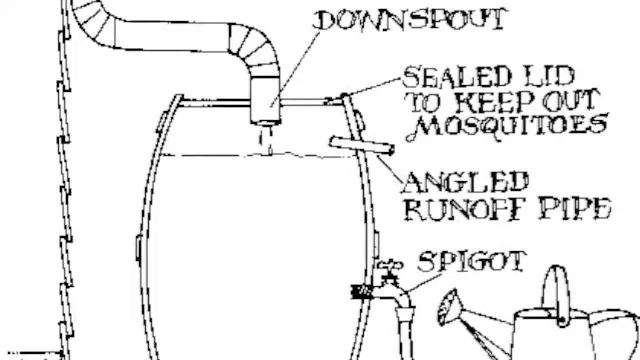 DOWNSPOUT
SEALED LID
TO KEEP OUT
MOSQUITOES
ANGLED
RUNOFF PIPE
SPIGOT